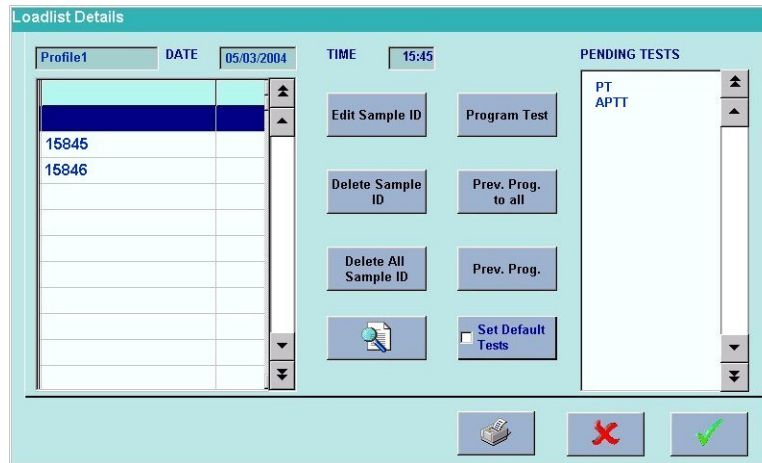 Loadlist Details
Profile1 DATE 05/03/2004 TIME 15:45 PENDING TESTS
PT
APTT
15845
15846
Edit Sample ID
Program Test
Delete Sample
ID
Prev. Prog.
to all
Delete All
Sample ID
Prev. Prog.
Set Default
Tests